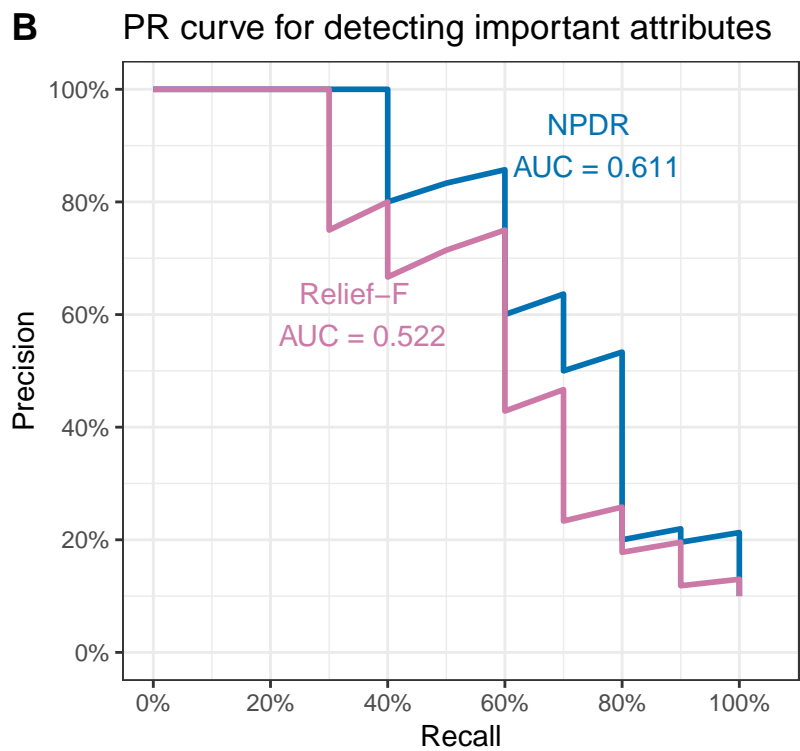 B PR curve for detecting important attributes
100%
80%
60%
40%
20%
0%
Precision
NPDR
AUC = 0.611
Relief−F
AUC = 0.522
0% 20% 40% 60% 80% 100%
Recall